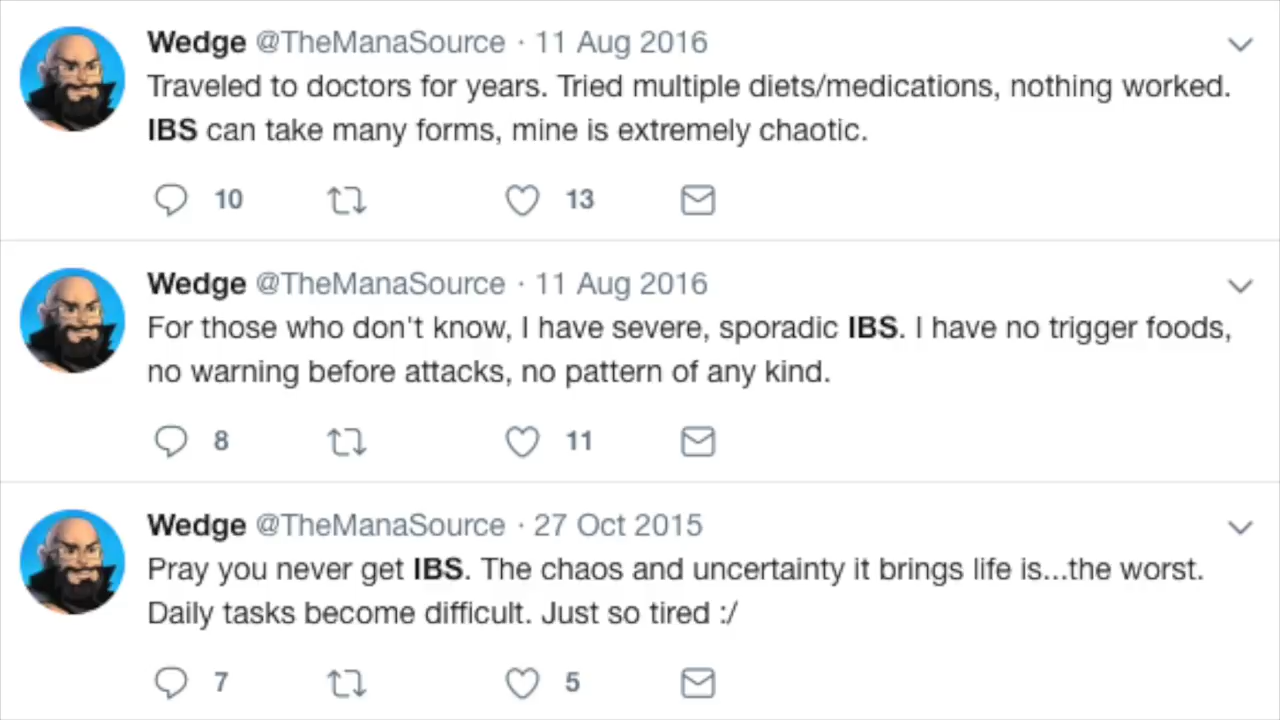 Wedge @TheManaSource · 11 Aug 2016
Traveled to doctors for years. Tried multiple diets/medications, nothing worked.
IBS can take many forms, mine is extremely chaotic.
10 13
Wedge @TheManaSource · 11 Aug 2016
For those who don't know, I have severe, sporadic IBS. I have no trigger foods,
no warning before attacks, no pattern of any kind.
8 11
Wedge @TheManaSource · 27 Oct 2015
Pray you never get IBS. The chaos and uncertainty it brings life is...the worst.
Daily tasks become difficult. Just so tired :/
7 5